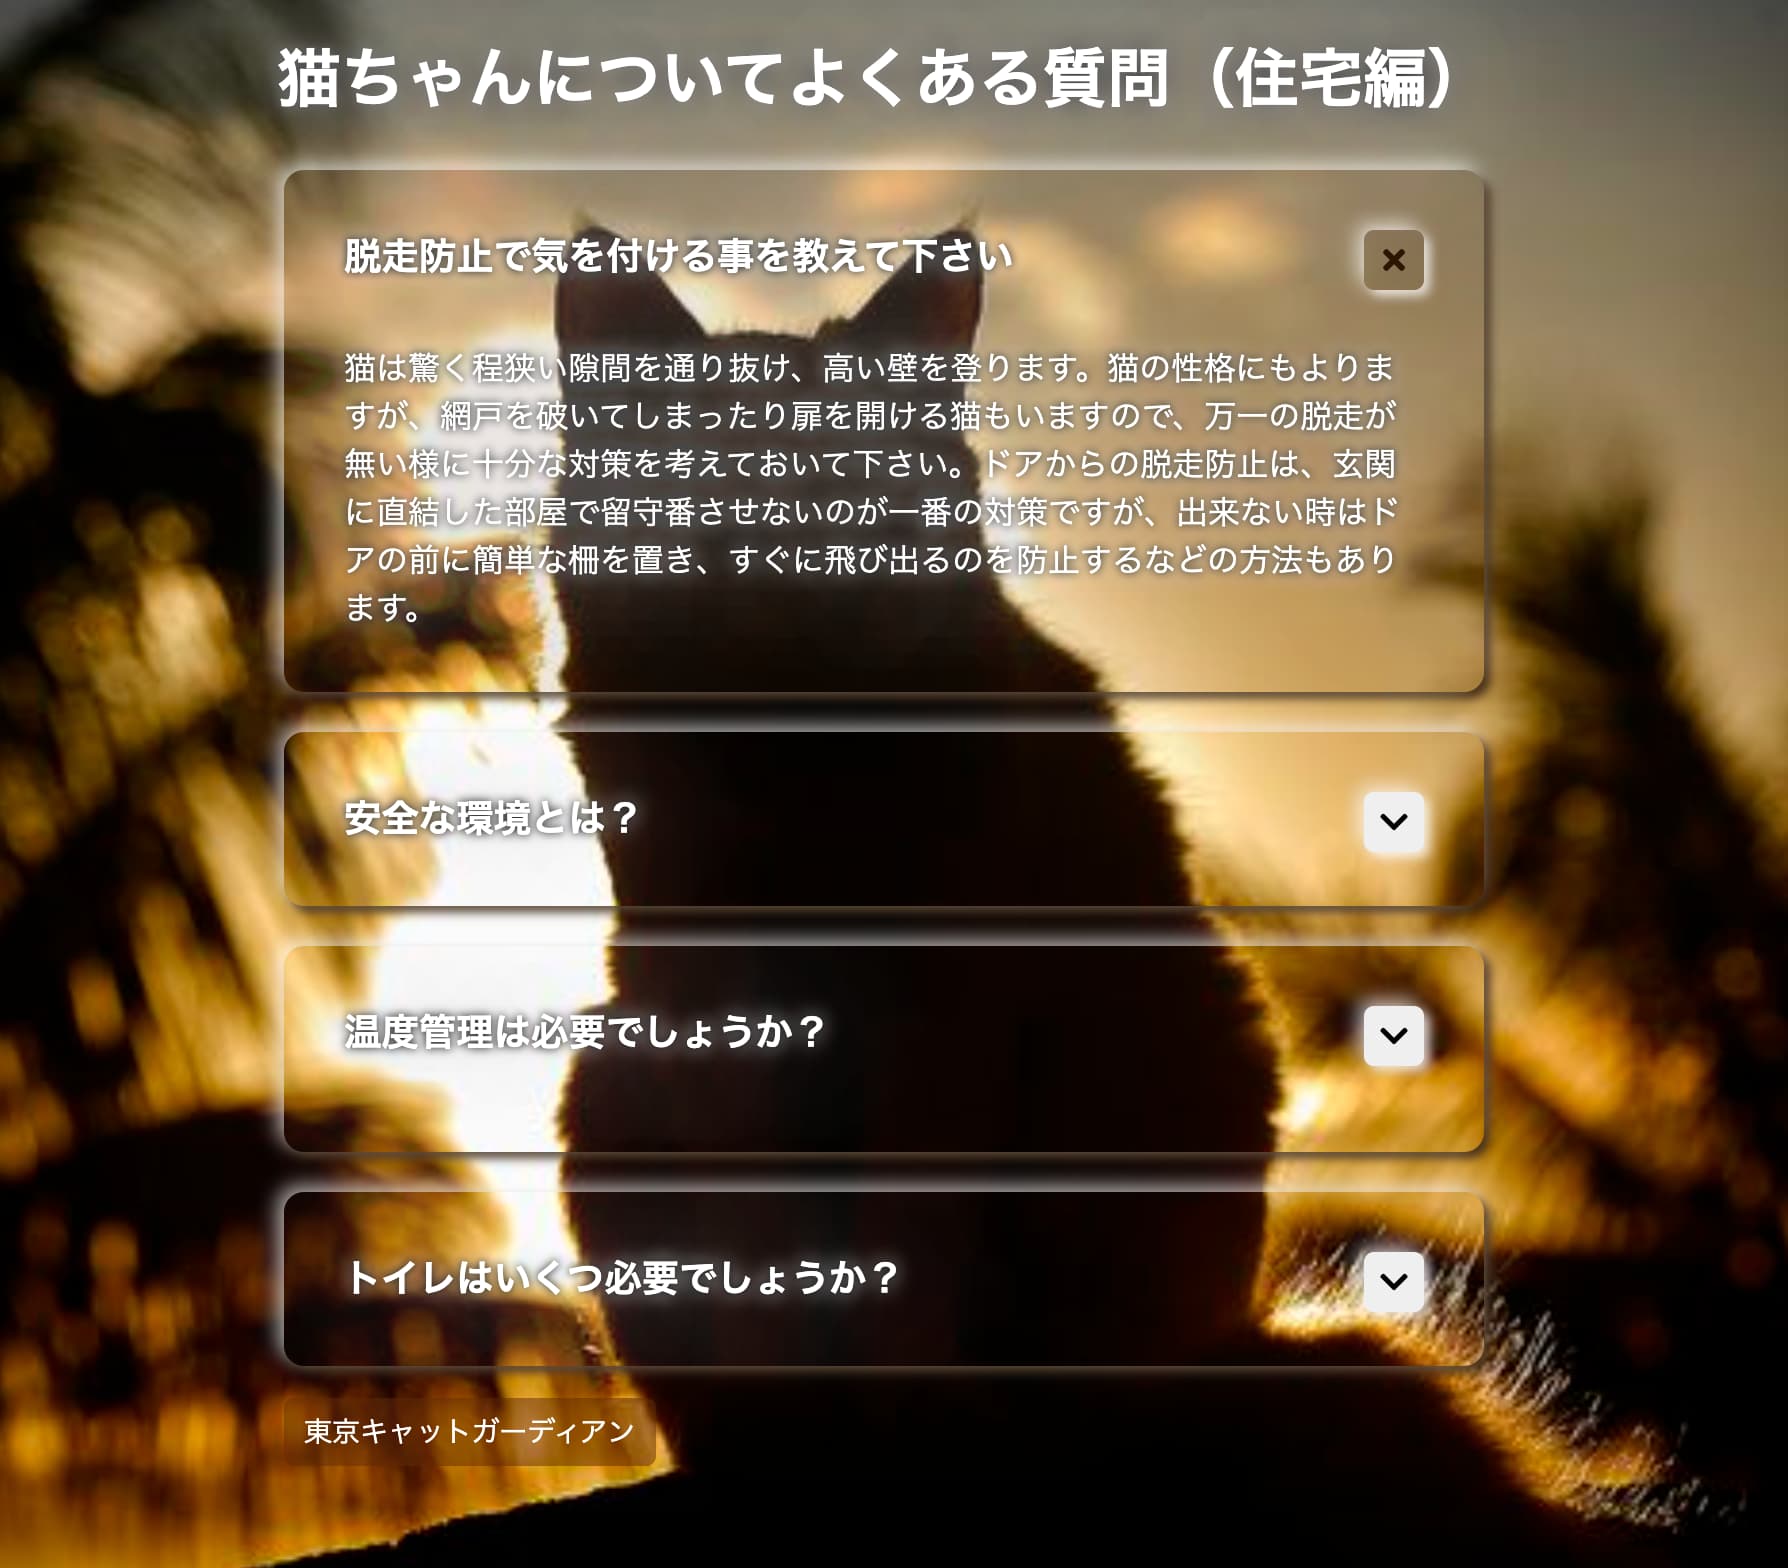 猫ちゃんについてよくある質問（住宅編）
脱走防止で気を付ける事を教えて下さい
猫は驚く程狭い隙間を通り抜け、高い壁を登ります。猫の性格にもよりま
すが、網戸を破いてしまったり扉を開ける猫もいますので、万一の脱走が
無い様に十分な対策を考えておいて下さい。ドアからの脱走防止は、玄関
に直結した部屋で留守番させないのが一番の対策ですが、出来ない時はド
アの前に簡単な柵を置き、すぐに飛び出るのを防止するなどの方法もあり
ます。
安全な環境とは？
温度管理は必要でしょうか？
トイレはいくつ必要でしょうか？
東京キャットガーディアン